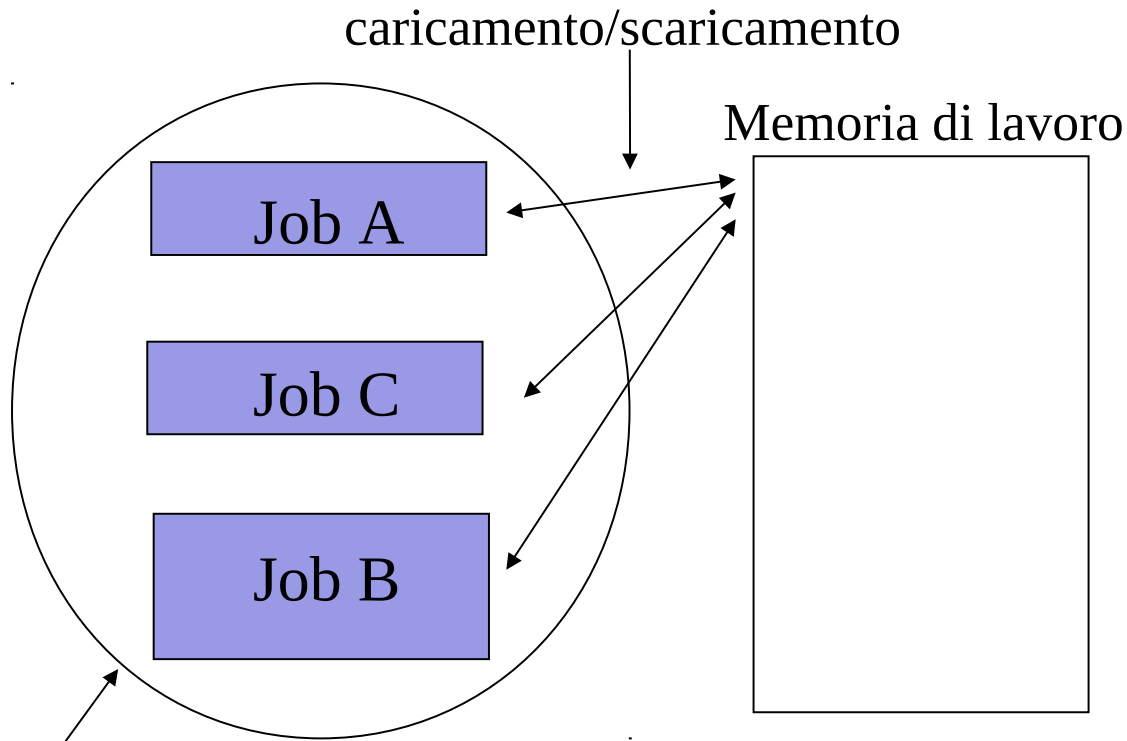 caricamento/scaricamento
Memoria di lavoro
Job A
Job C
Job B